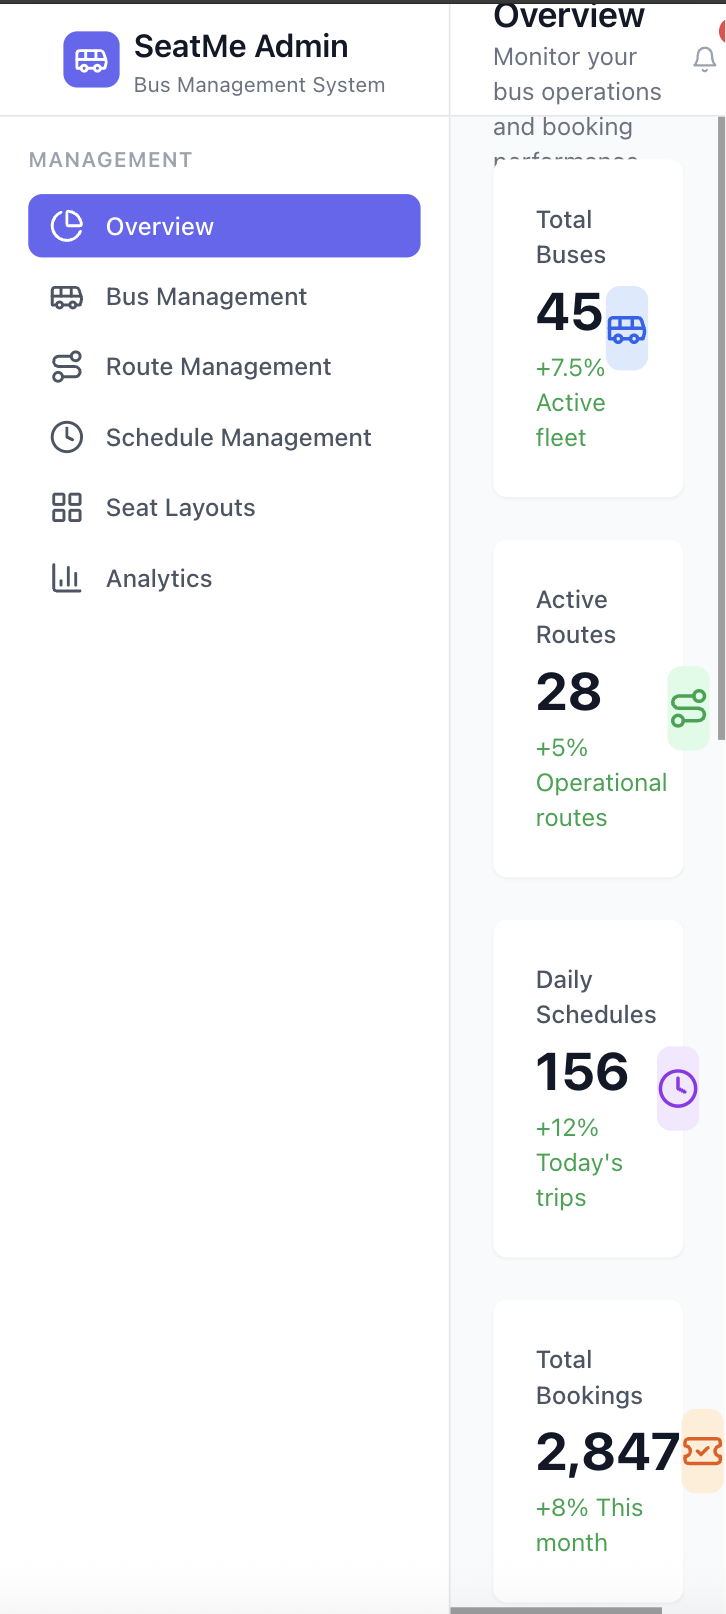 SeatMe Admin
Bus Management System
MANAGEMENT
Overview
Bus Management
Route Management
Schedule Management
Seat Layouts
Analytics
Overview
Monitor your
bus operations
and booking
performance
Total
Buses
45
+7.5%
Active
fleet
Active
Routes
28
+5%
Operational
routes
Daily
Schedules
156
+12%
Today's
trips
Total
Bookings
2,847
+8% This
month